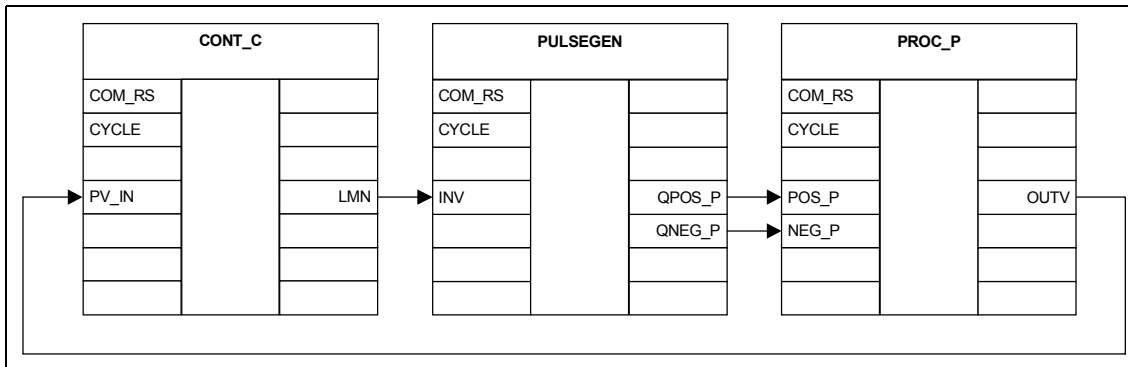 CONT_C PULSEGEN PROC_P
COM_RS COM_RS COM_RS
CYCLE CYCLE CYCLE
PV_IN LMN INV QPOS_P POS_P OUTV
QNEG_P NEG_P